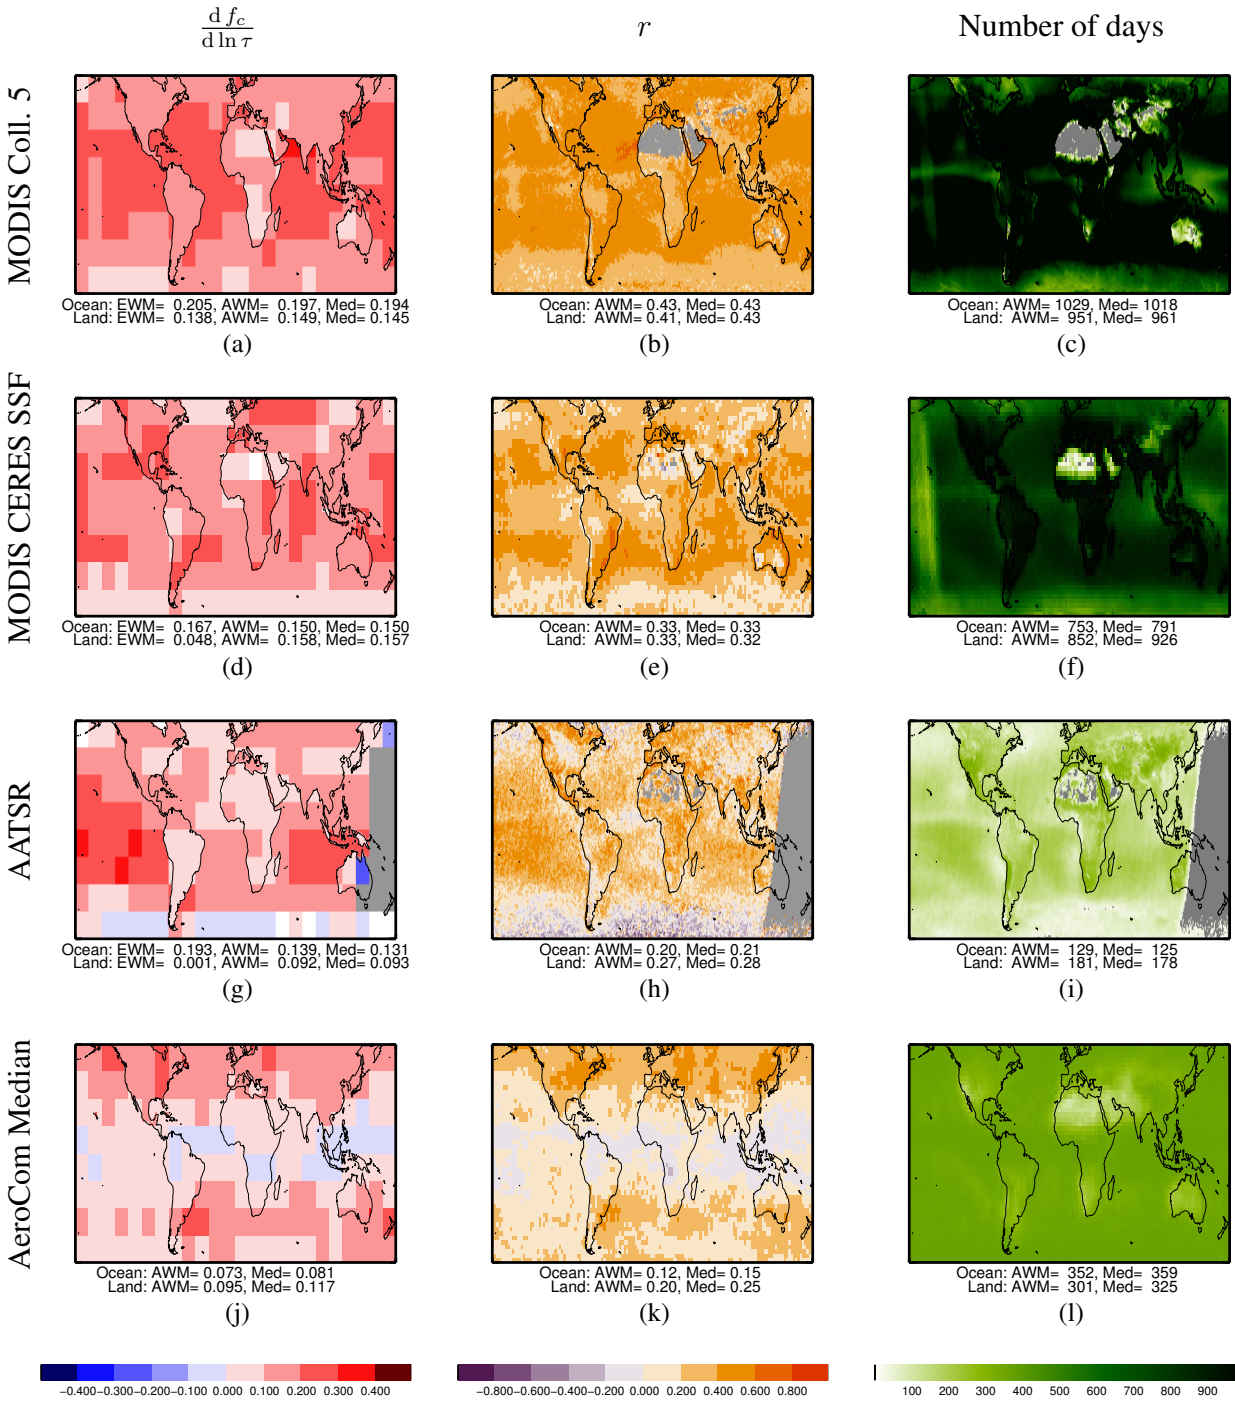 d f_c / d ln τ
r
Number of days
MODIS Coll. 5
Ocean: EWM= 0.205, AWM= 0.197, Med= 0.194
Land: EWM= 0.138, AWM= 0.149, Med= 0.145
(a)
Ocean: AWM= 0.43, Med= 0.43
Land: AWM= 0.41, Med= 0.43
(b)
Ocean: AWM= 1029, Med= 1018
Land: AWM= 951, Med= 961
(c)
MODIS CERES SSF
Ocean: EWM= 0.167, AWM= 0.150, Med= 0.150
Land: EWM= 0.048, AWM= 0.158, Med= 0.157
(d)
Ocean: AWM= 0.33, Med= 0.33
Land: AWM= 0.33, Med= 0.32
(e)
Ocean: AWM= 753, Med= 791
Land: AWM= 852, Med= 926
(f)
AATSR
Ocean: EWM= 0.193, AWM= 0.139, Med= 0.131
Land: EWM= 0.001, AWM= 0.092, Med= 0.093
(g)
Ocean: AWM= 0.20, Med= 0.21
Land: AWM= 0.27, Med= 0.28
(h)
Ocean: AWM= 129, Med= 125
Land: AWM= 181, Med= 178
(i)
AeroCom Median
Ocean: AWM= 0.073, Med= 0.081
Land: AWM= 0.095, Med= 0.117
(j)
Ocean: AWM= 0.12, Med= 0.15
Land: AWM= 0.20, Med= 0.25
(k)
Ocean: AWM= 352, Med= 359
Land: AWM= 301, Med= 325
(l)
-0.400-0.300-0.200-0.100 0.000 0.100 0.200 0.300 0.400
-0.800-0.600-0.400-0.200 0.000 0.200 0.400 0.600 0.800
100 200 300 400 500 600 700 800 900